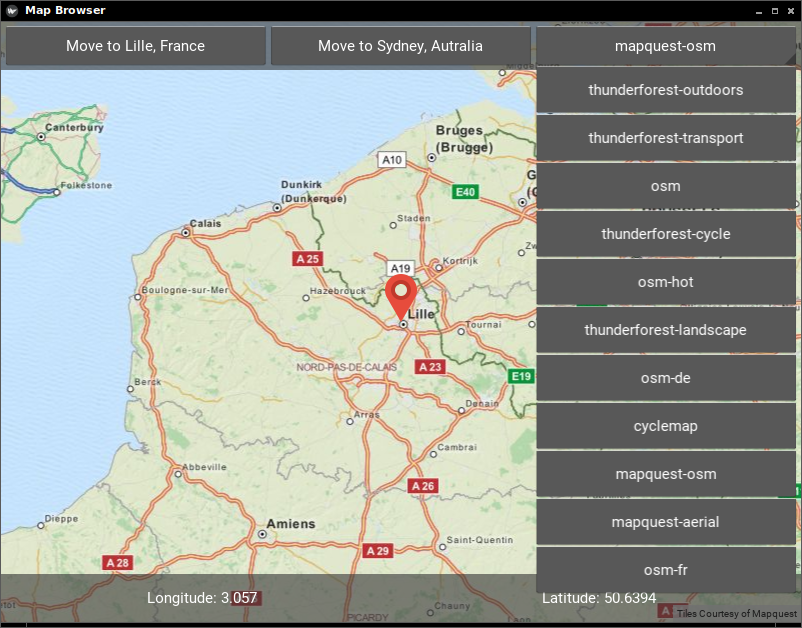 Map Browser
Move to Lille, France
Move to Sydney, Autralia
mapquest-osm
thunderforest-outdoors
thunderforest-transport
osm
thunderforest-cycle
osm-hot
thunderforest-landscape
osm-de
cyclemap
mapquest-osm
mapquest-aerial
osm-fr
Canterbury
Folkestone
Bruges
(Brugge)
A10
E40
Dunkirk
(Dunkerque)
Staden
Calais
A 25
A19
Kortrijk
Boulogne-sur-Mer
Hazebrouck
Lille
Tournai
NORD-PAS-DE-CALAIS
A 23
E19
Berck
Denain
Arras
Cambrai
Abbeville
A 26
Dieppe
Amiens
Saint-Quentin
A 28
A 29
Longitude: 3.057
Latitude: 50.6394
Chauny
PICARDY
Tiles Courtesy of Mapquest